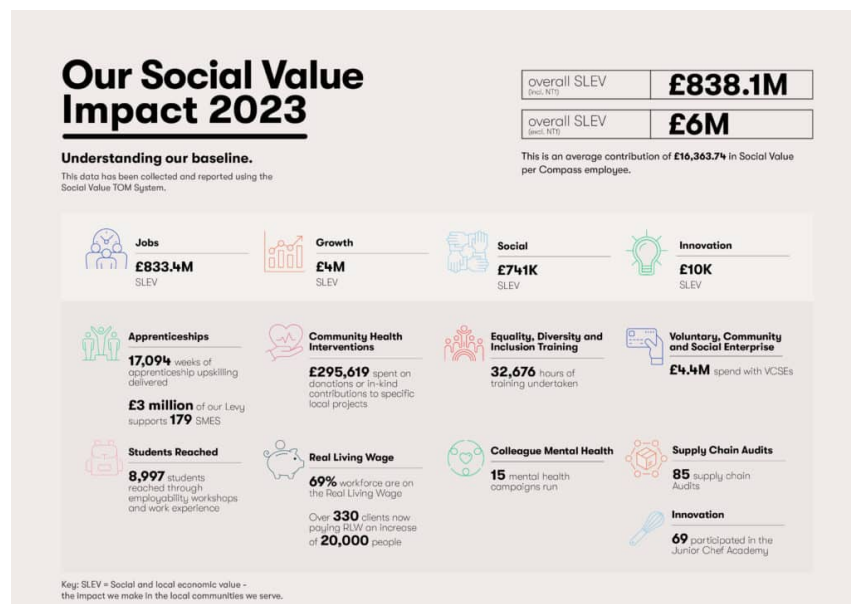 Our Social Value
Impact 2023
Understanding our baseline.
This data has been collected and reported using the
Social Value TOM System.
overall SLEV
(incl. NT1)
£838.1M
overall SLEV
(excl. NT1)
£6M
This is an average contribution of £16,363.74 in Social Value
per Compass employee.
Jobs
£833.4M
SLEV
Growth
£4M
SLEV
Social
£741K
SLEV
Innovation
£10K
SLEV
Apprenticeships
17,094 weeks of
apprenticeship upskilling
delivered
£3 million of our Levy
supports 179 SMES
Community Health
Interventions
£295,619 spent on
donations or in-kind
contributions to specific
local projects
Equality, Diversity and
Inclusion Training
32,676 hours of
training undertaken
Voluntary, Community
and Social Enterprise
£4.4M spend with VCSEs
Students Reached
8,997 students
reached through
employability workshops
and work experience
Real Living Wage
69% workforce are on
the Real Living Wage
Over 330 clients now
paying RLW an increase
of 20,000 people
Colleague Mental Health
15 mental health
campaigns run
Supply Chain Audits
85 supply chain
Audits
Innovation
69 participated in the
Junior Chef Academy
Key: SLEV = Social and local economic value -
the impact we make in the local communities we serve.